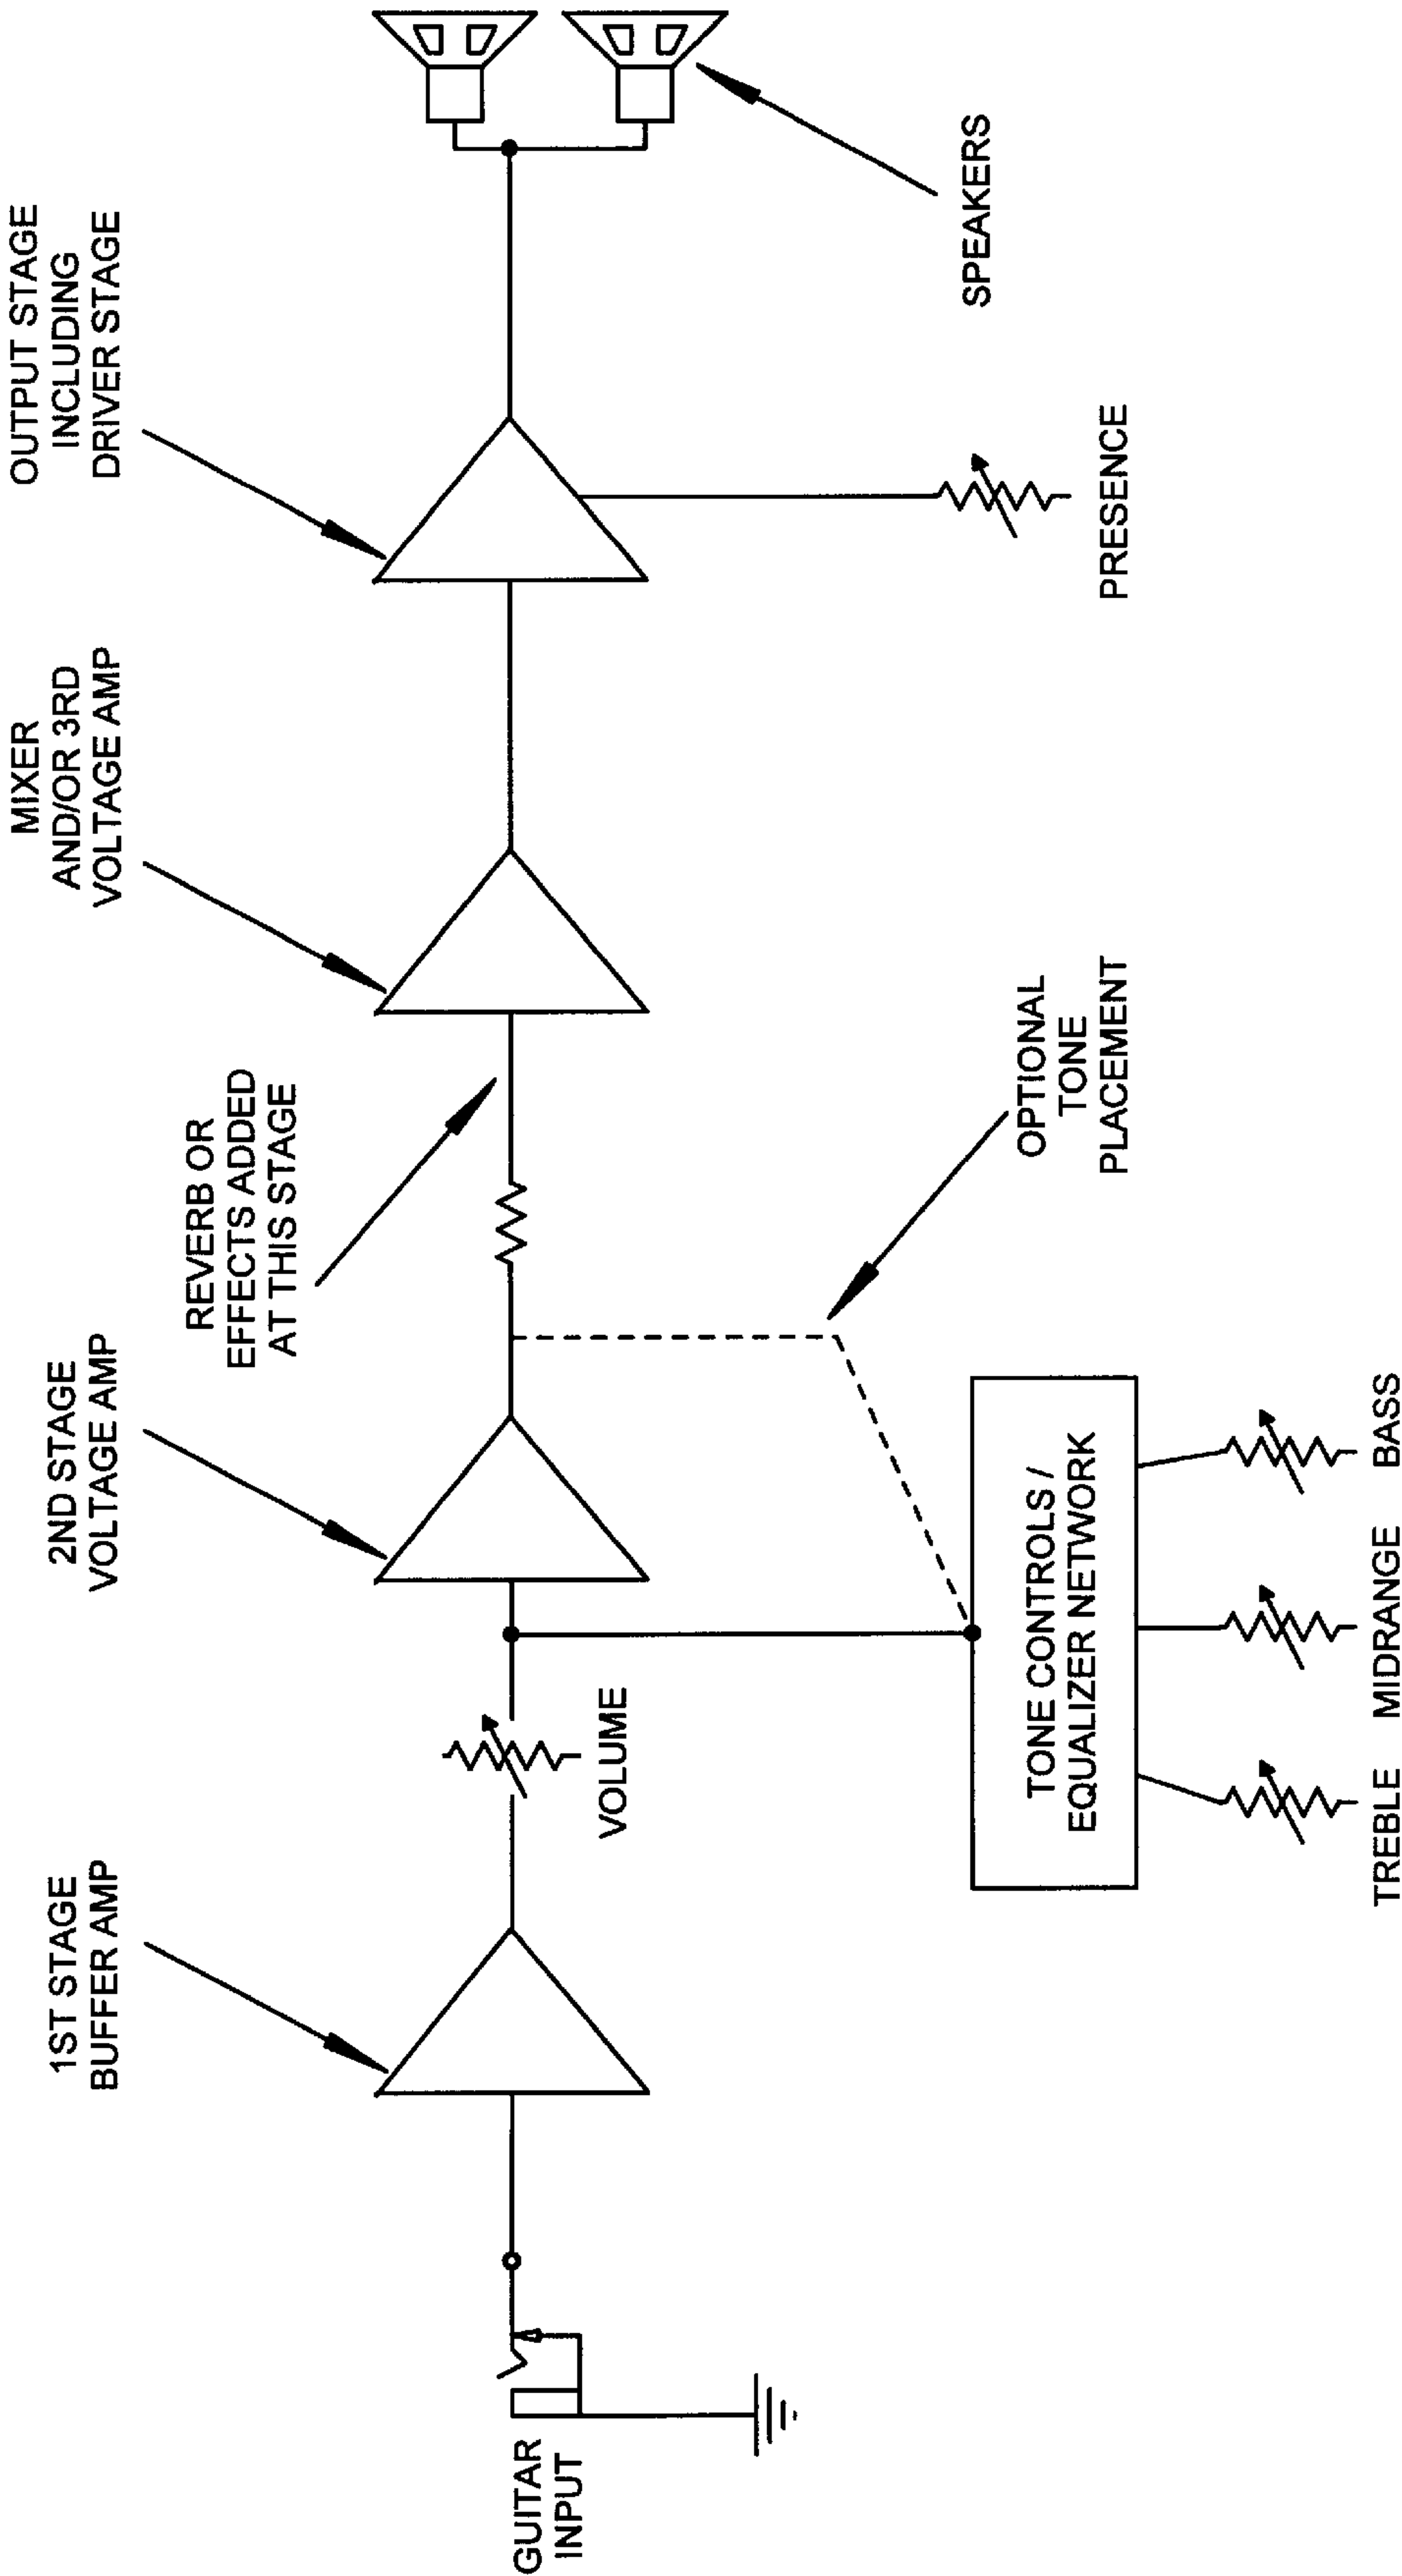 1ST STAGE
BUFFER AMP
2ND STAGE
VOLTAGE AMP
REVERB OR
EFFECTS ADDED
AT THIS STAGE
MIXER
AND/OR 3RD
VOLTAGE AMP
OUTPUT STAGE
INCLUDING
DRIVER STAGE
GUITAR
INPUT
VOLUME
OPTIONAL
TONE
PLACEMENT
PRESENCE
SPEAKERS
TONE CONTROLS /
EQUALIZER NETWORK
TREBLE
MIDRANGE
BASS